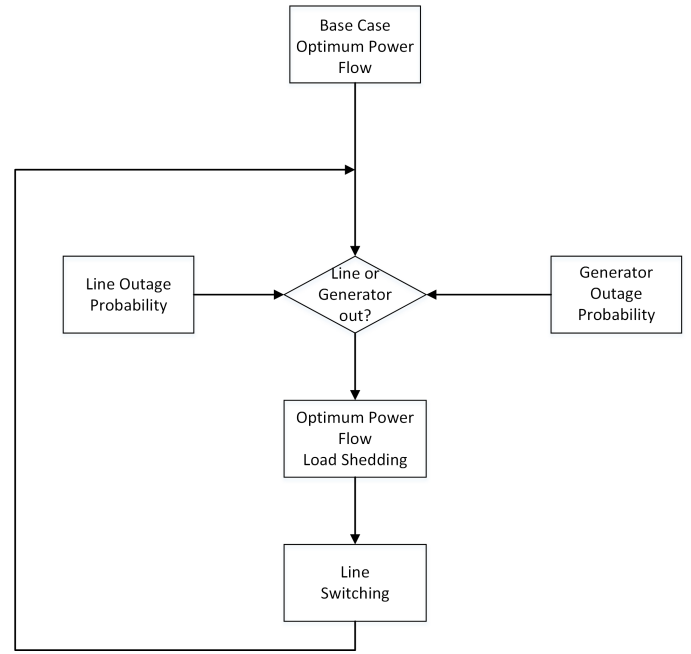 Base Case
Optimum Power
Flow
Line Outage
Probability
Line or
Generator
out?
Generator
Outage
Probability
Optimum Power
Flow
Load Shedding
Line
Switching